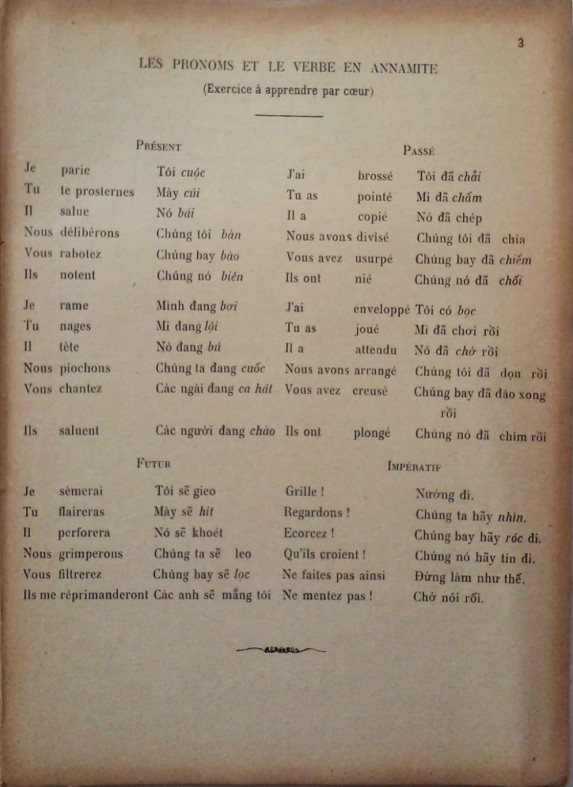 3
LES PRONOMS ET LE VERBE EN ANNAMITE
(Exercice à apprendre par cœur)
PRÉSENT
Je parie Tôi cuộc
Tu te prosternes Mày cúi
Il salue Nó bái
Nous délibérons Chúng tôi bàn
Vous rabotez Chúng bay bào
Ils notent Chúng nó biên
Je rame Mình đang bơi
Tu nages Mi đang lội
Il tète Nó đang bú
Nous piochons Chúng ta đang cuốc
Vous chantez Các ngài đang ca hát
Ils saluent Các người đang chào
PASSÉ
J'ai brossé Tôi đã chải
Tu as pointé Mi đã chấm
Il a copié Nó đã chép
Nous avons divisé Chúng tôi đã chia
Vous avez usurpé Chúng bay đã chiếm
Ils ont nié Chúng nó đã chối
J'ai enveloppé Tôi có bọc
Tu as joué Mi đã chơi rồi
Il a attendu Nó đã chờ rồi
Nous avons arrangé Chúng tôi đã dọn rồi
Vous avez creusé Chúng bay đã đào xong
rồi
Ils ont plongé Chúng nó đã chìm rồi
FUTUR
Je sèmerai Tôi sẽ gieo
Tu flaireras Mày sẽ hít
Il perforera Nó sẽ khoét
Nous grimperons Chúng ta sẽ leo
Vous filtrerez Chúng bay sẽ lọc
Ils me réprimanderont Các anh sẽ mắng tôi
IMPÉRATIF
Grille ! Nướng đi.
Regardons ! Chúng ta hãy nhìn.
Ecorcez ! Chúng bay hãy róc đi.
Qu'ils croient ! Chúng nó hãy tin đi.
Ne faites pas ainsi Đừng làm như thế.
Ne mentez pas ! Chớ nói rối.